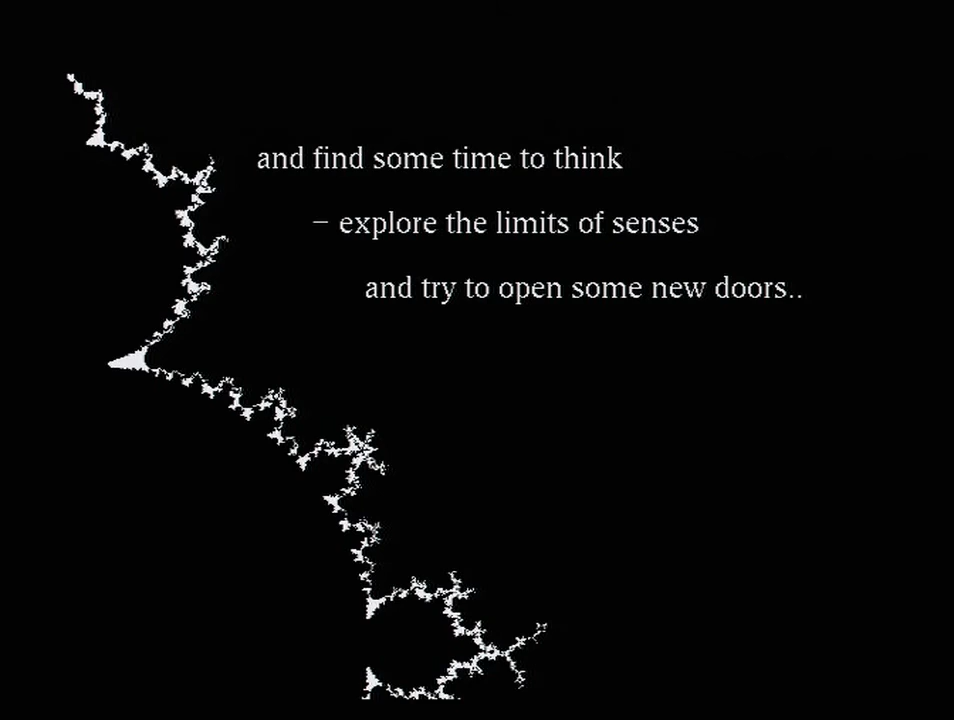 and find some time to think
– explore the limits of senses
and try to open some new doors..